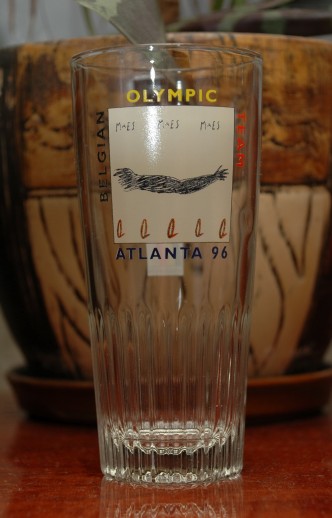 OLYMPIC
BELGIAN
TEAM
MAES MAES MAES
ATLANTA 96